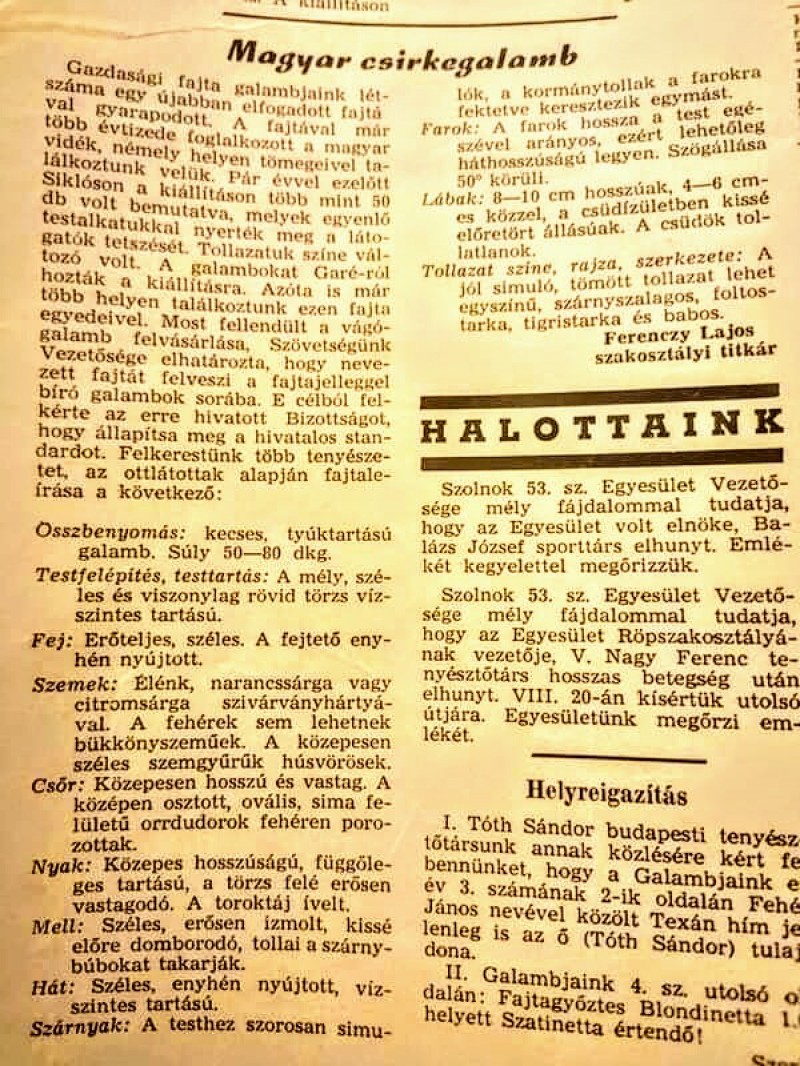 A kiállításon
Magyar csirkegalamb
Gazdasági fajta galambjaink lét-
száma egy újabban elfogadott fajtá
val gyarapodott. A fajtával már
több évtizede foglalkozott a magyar
vidék, némely helyen tömegeivel ta-
lálkoztunk velük. Pár évvel ezelőtt
Siklóson a kiállításon több mint 50
db volt bemutatva, melyek egyenlő
testalkatukkal nyerték meg a láto-
gatók tetszését. Tollazatuk színe vál-
tozó volt. A galambokat Garé-ról
hozták a kiállításra. Azóta is már
több helyen találkoztunk ezen fajta
egyedeivel. Most fellendült a vágó-
galamb felvásárlása, Szövetségünk
Vezetősége elhatározta, hogy neve-
zett fajtát felveszi a fajtajelleggel
bíró galambok sorába. E célból fel-
kérte az erre hivatott Bizottságot,
hogy állapítsa meg a hivatalos stan-
dardot. Felkerestünk több tenyésze-
tet, az ottlátottak alapján fajtale-
írása a következő:
Összbenyomás: kecses, tyúktartású
galamb. Súly 50—80 dkg.
Testfelépítés, testtartás: A mély, szé-
les és viszonylag rövid törzs víz-
szintes tartású.
Fej: Erőteljes, széles. A fejtető eny-
hén nyújtott.
Szemek: Élénk, narancssárga vagy
citromsárga szivárványhártyá-
val. A fehérek sem lehetnek
bükkönyszeműek. A közepesen
széles szemgyűrűk húsvörösek.
Csőr: Közepesen hosszú és vastag. A
középen osztott, ovális, sima fe-
lületű orrdudorok fehéren poro-
zottak.
Nyak: Közepes hosszúságú, függőle-
ges tartású, a törzs felé erősen
vastagodó. A toroktáj ívelt.
Mell: Széles, erősen izmolt, kissé
előre domborodó, tollai a szárny-
búbokat takarják.
Hát: Széles, enyhén nyújtott, víz-
szintes tartású.
Szárnyak: A testhez szorosan simu-
lók, a kormánytollak a farokra
fektetve keresztezik egymást.
Farok: A farok hossza a test egé-
szével arányos, ezért lehetőleg
háthosszúságú legyen. Szögállása
50° körüli.
Lábak: 8—10 cm hosszúak, 4—6 cm-
es közzel, a csüdízületben kissé
előretört állásúak. A csüdök tol-
latlanok.
Tollazat színe, rajza, szerkezete: A
jól simuló, tömött tollazat lehet
egyszínű, szárnyszalagos, foltos-
tarka, tigristarka és babos.
Ferenczy Lajos
szakosztályi titkár
HALOTTAINK
Szolnok 53. sz. Egyesület Vezető-
sége mély fájdalommal tudatja,
hogy az Egyesület volt elnöke, Ba-
lázs József sporttárs elhunyt. Emlé-
két kegyelettel megőrizzük.
Szolnok 53. sz. Egyesület Vezető-
sége mély fájdalommal tudatja,
hogy az Egyesület Röpszakosztályá-
nak vezetője, V. Nagy Ferenc te-
nyésztőtárs hosszas betegség után
elhunyt. VIII. 20-án kísértük utolsó
útjára. Egyesületünk megőrzi em-
lékét.
Helyreigazítás
I. Tóth Sándor budapesti tenyész
tőtársunk annak közlésére kért fe
bennünket, hogy a Galambjaink e
év 3. számának 2-ik oldalán Fehé
János nevével közölt Texán hím je
lenleg is az ő (Tóth Sándor) tulaj
dona.
II. Galambjaink 4. sz. utolsó o
dalán: Fajtagyőztes Blondinetta 1.
helyett Szatinetta értendő!